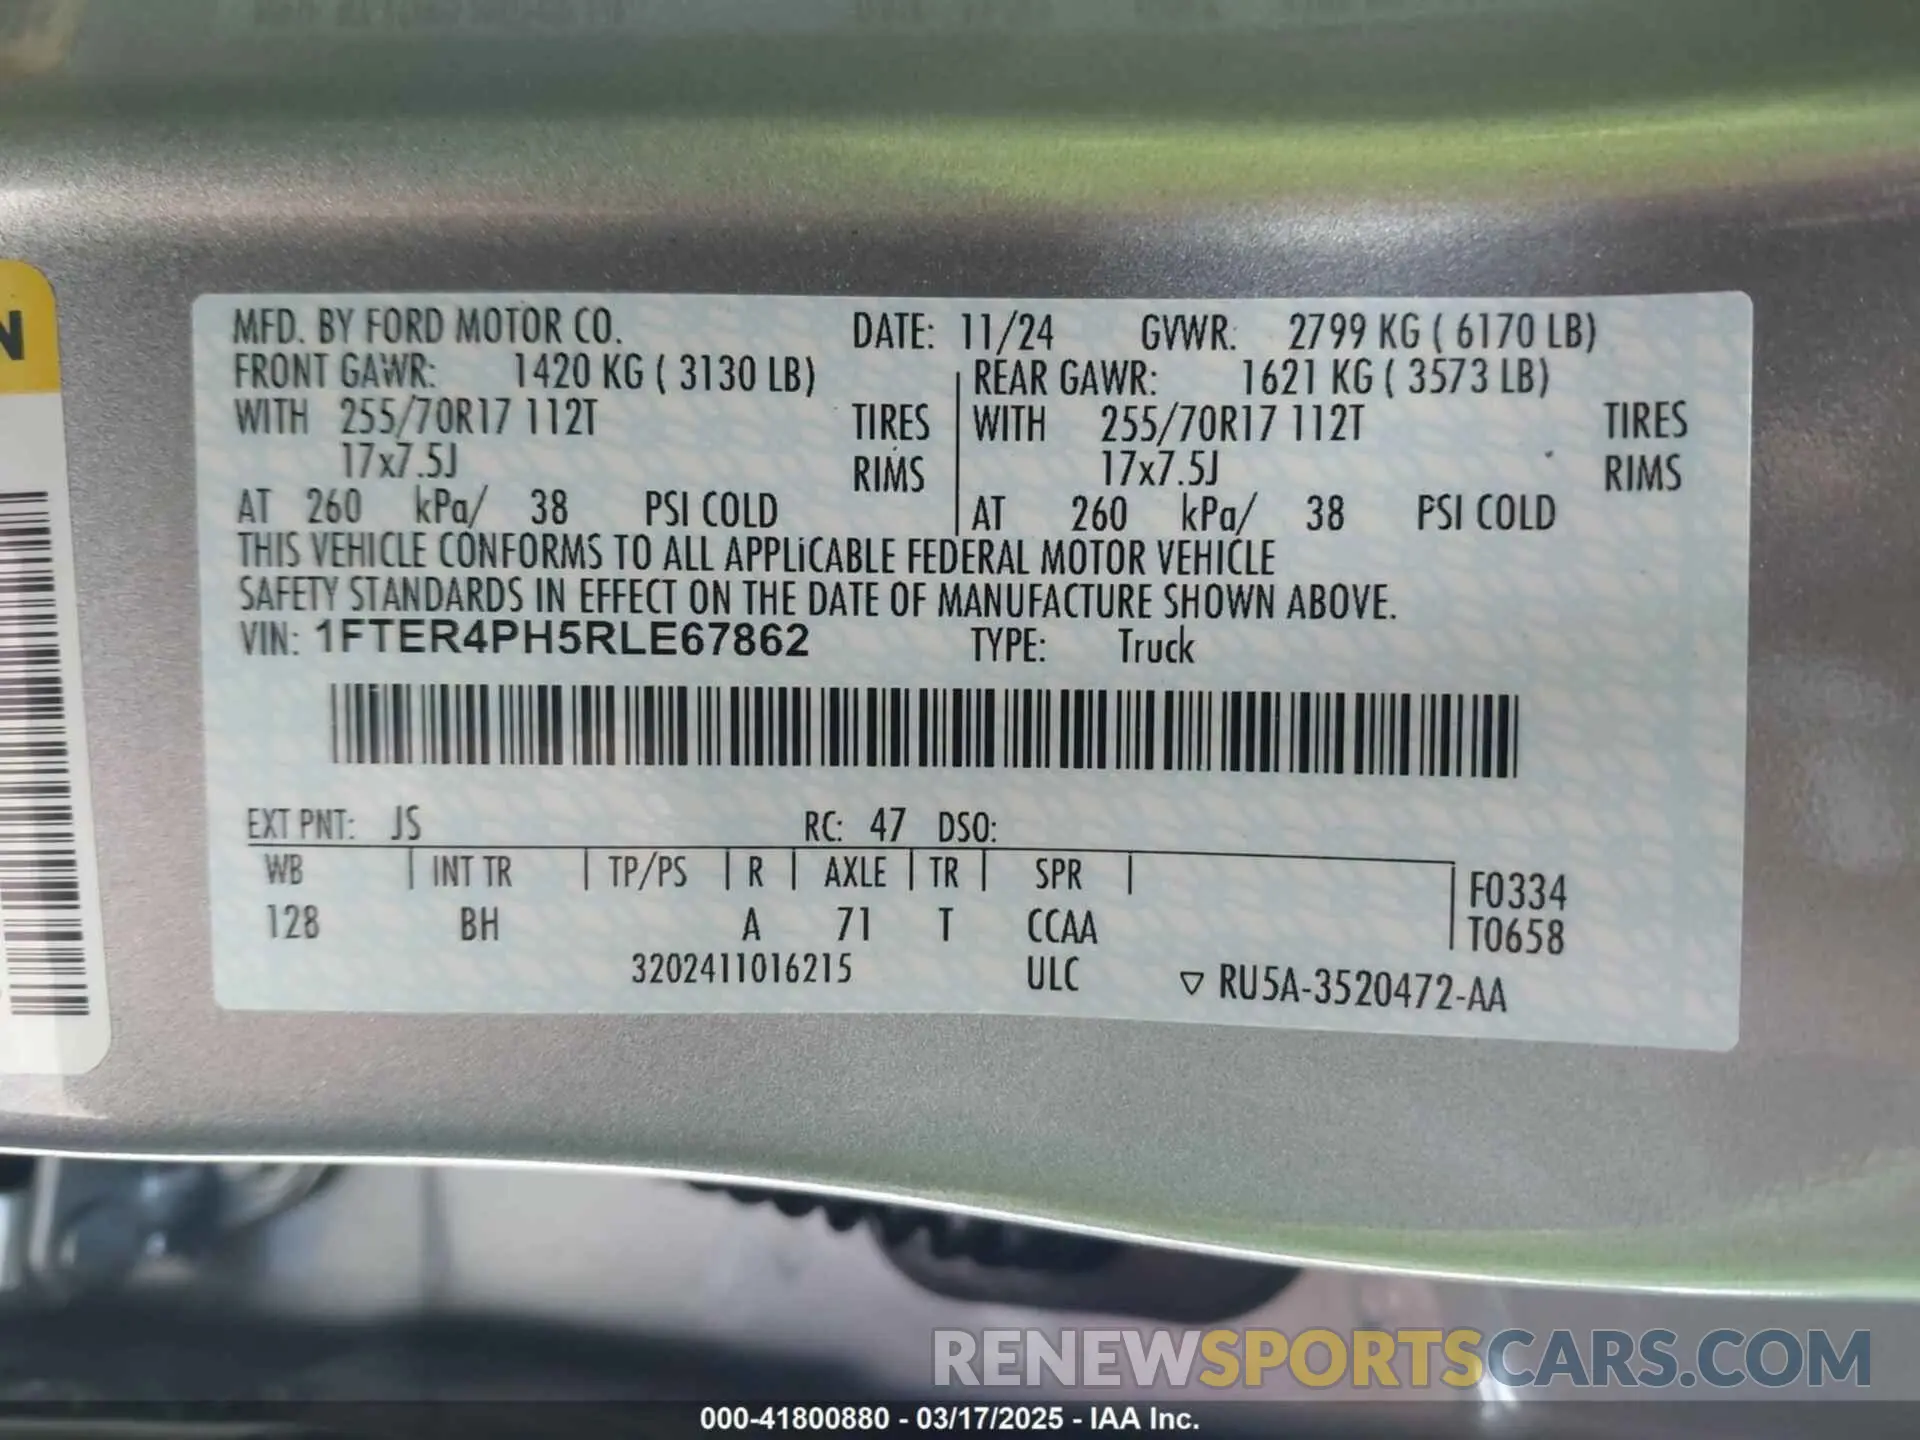 N
MFD. BY FORD MOTOR CO. DATE: 11/24 GVWR: 2799 KG ( 6170 LB)
FRONT GAWR: 1420 KG ( 3130 LB) REAR GAWR: 1621 KG ( 3573 LB)
WITH 255/70R17 112T TIRES WITH 255/70R17 112T TIRES
17x7.5J RIMS 17x7.5J RIMS
AT 260 kPa/ 38 PSI COLD AT 260 kPa/ 38 PSI COLD
THIS VEHICLE CONFORMS TO ALL APPLiCABLE FEDERAL MOTOR VEHICLE
SAFETY STANDARDS IN EFFECT ON THE DATE OF MANUFACTURE SHOWN ABOVE.
VIN: 1FTER4PH5RLE67862 TYPE: Truck
EXT PNT: JS RC: 47 DSO:
WB INT TR TP/PS R AXLE TR SPR F0334
128 BH A 71 T CCAA T0658
3202411016215 ULC ▽ RU5A-3520472-AA
RENEWSPORTSCARS.COM
000-41800880 - 03/17/2025 - IAA Inc.